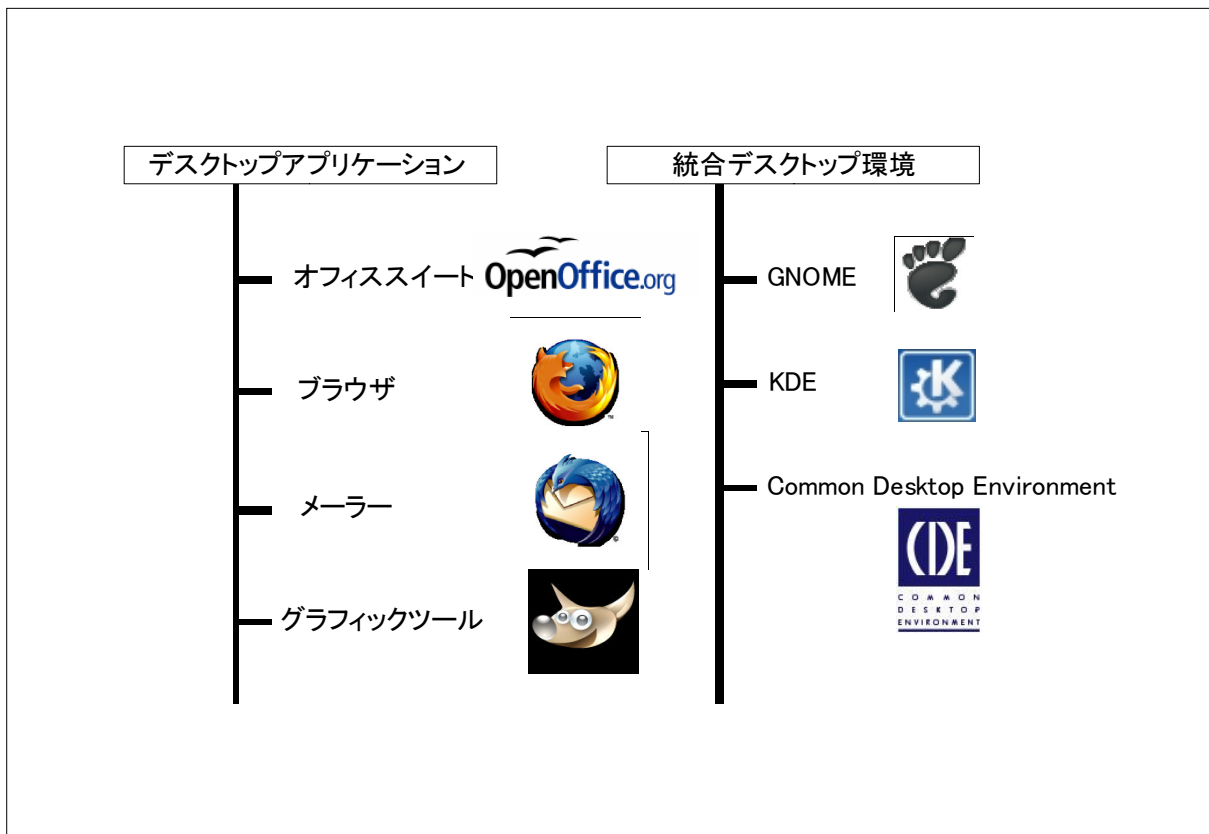 デスクトップアプリケーション
オフィススイート
OpenOffice.org
ブラウザ
メーラー
グラフィックツール
統合デスクトップ環境
GNOME
KDE
K
Common Desktop Environment
CDE
COMMON
DESKTOP
ENVIRONMENT